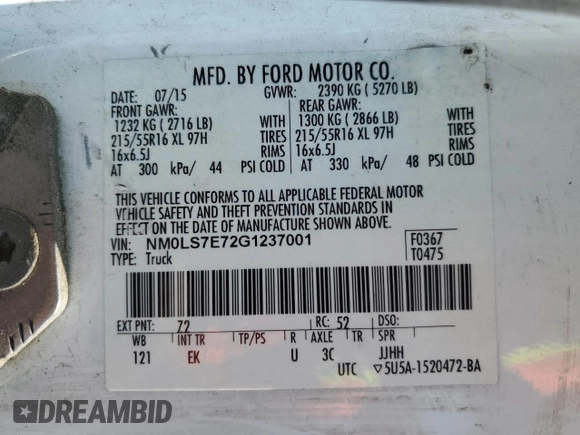 MFD. BY FORD MOTOR CO.
DATE: 07/15 GVWR: 2390 KG ( 5270 LB)
FRONT GAWR: REAR GAWR:
1232 KG ( 2716 LB) WITH 1300 KG ( 2866 LB) WITH
215/55R16 XL 97H TIRES 215/55R16 XL 97H TIRES
16x6.5J RIMS 16x6.5J RIMS
AT 300 kPa/ 44 PSI COLD AT 330 kPa/ 48 PSI COLD
THIS VEHICLE CONFORMS TO ALL APPLICABLE FEDERAL MOTOR
VEHICLE SAFETY AND THEFT PREVENTION STANDARDS IN
EFFECT ON THE DATE OF MANUFACTURE SHOWN ABOVE.
VIN: NM0LS7E72G1237001 F0367
TYPE: Truck T0475
EXT PNT: 72 RC: 52 DSO:
WB INT TR TP/PS R AXLE TR SPR
121 EK U 3C JJHH
UTC ▽5U5A-1520472-BA
DREAMBID